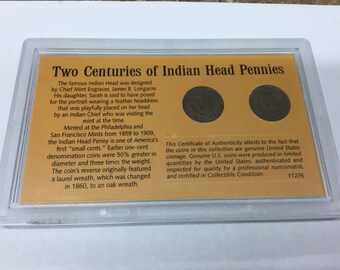 Two Centuries of Indian Head Pennies
The famous Indian Head was designed
by Chief Mint Engraver, James B. Longacre.
His daughter, Sarah is said to have posed for
the portrait wearing a feather headdress
that was playfully placed on her head
by an Indian Chief who was visiting the
mint at the time.
Minted at the Philadelphia and
San Francisco Mints from 1859 to 1909,
the Indian Head Penny is one of America's
first "small cents." Earlier one-cent
denomination coins were 50% greater in
diameter and three times the weight.
The coin's reverse originally featured
a laurel wreath, which was changed
in 1860, to an oak wreath.
This Certificate of Authenticity attests to the fact that
the coins in this collection are genuine United States
coinage. Genuine U.S. coins were produced in limited
quantities by the United States, authenticated and
inspected for quality by a professional numismatist,
and certified in Collectible Condition.
11276